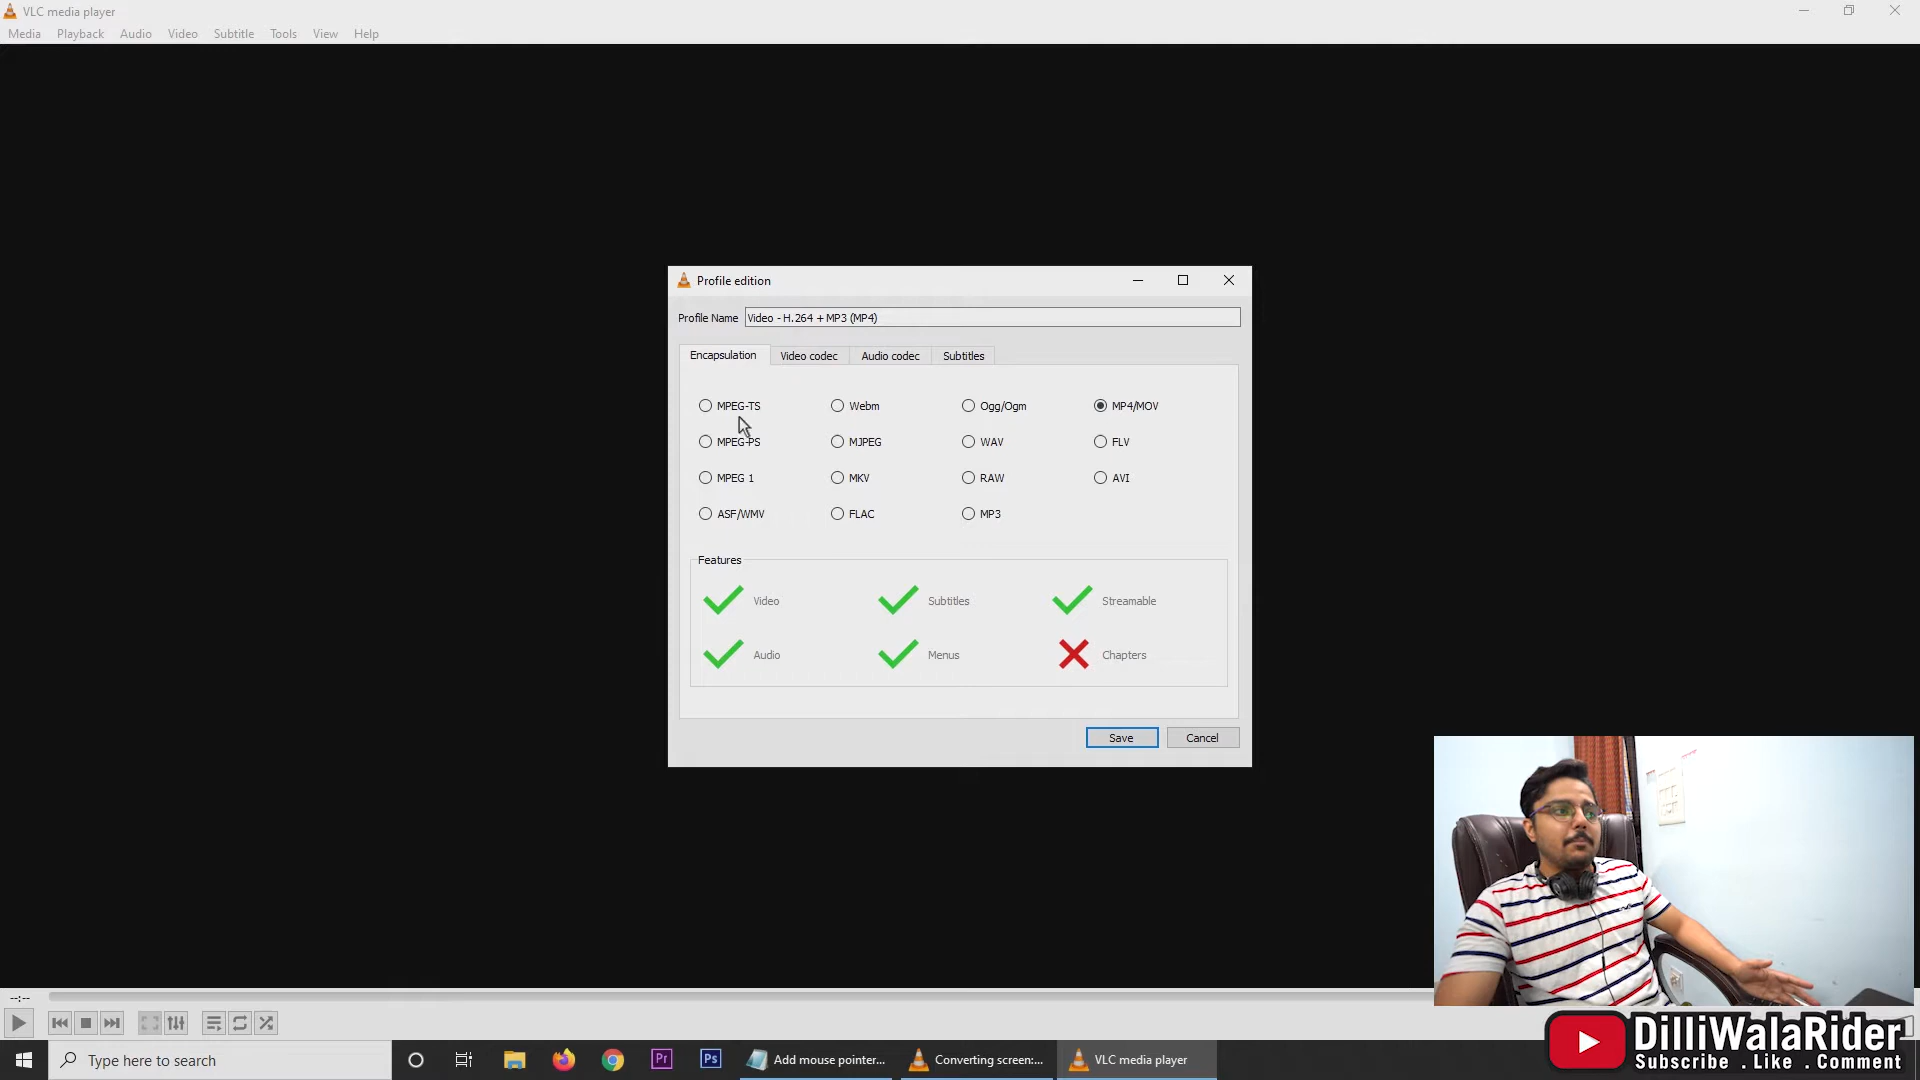 VLC media player
Media Playback Audio Video Subtitle Tools View Help
Profile edition
Profile Name Video - H.264 + MP3 (MP4)
Encapsulation Video codec Audio codec Subtitles
MPEG-TS Webm Ogg/Ogm MP4/MOV
MPEG-PS MJPEG WAV FLV
MPEG 1 MKV RAW AVI
ASF/WMV FLAC MP3
Features
Video Subtitles Streamable
Audio Menus Chapters
Save Cancel
--:--
DilliWalaRider
Subscribe . Like . Comment
Type here to search Pr Ps Add mouse pointer... Converting screen:... VLC media player